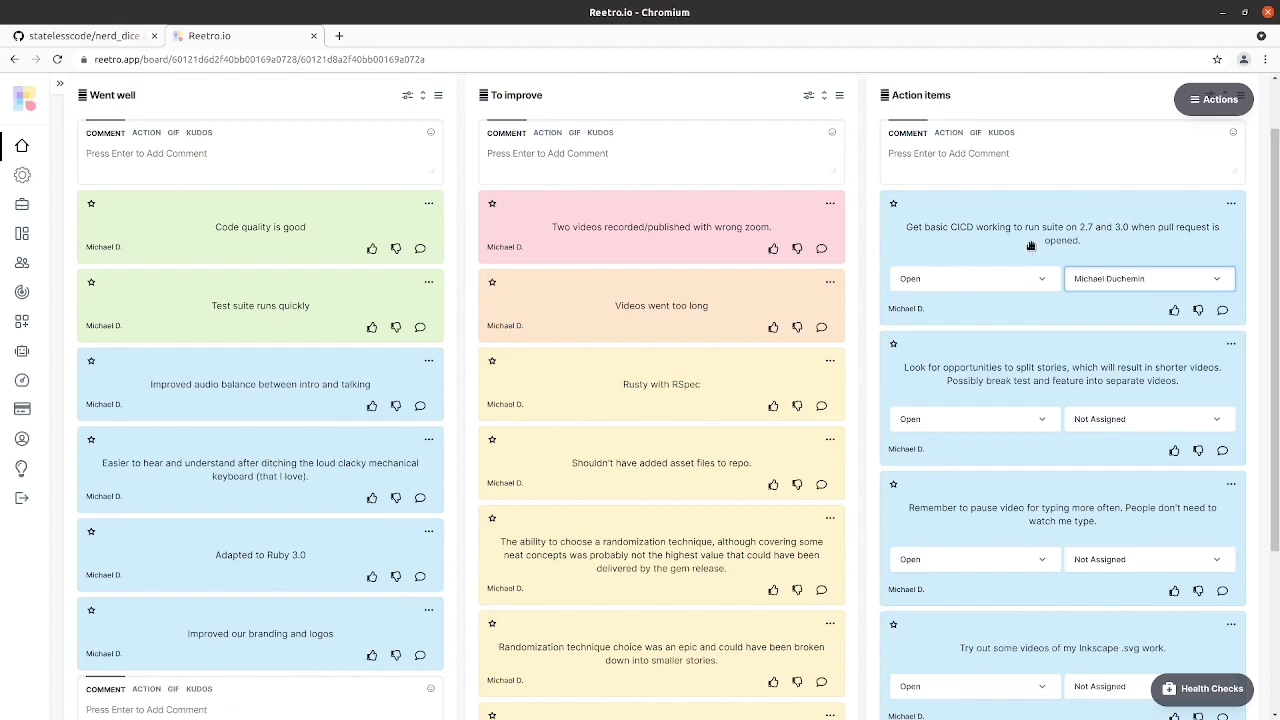 Reetro.io - Chromium
statelesscode/nerd_dice
Reetro.io
reetro.app/board/60121d6d2f40bb00169a0728/60121d8a2f40bb00169a072a
Went well
COMMENT ACTION GIF KUDOS
Press Enter to Add Comment
Code quality is good
Michael D.
Test suite runs quickly
Michael D.
Improved audio balance between intro and talking
Michael D.
Easier to hear and understand after ditching the loud clacky mechanical
keyboard (that I love).
Michael D.
Adapted to Ruby 3.0
Michael D.
Improved our branding and logos
Michael D.
COMMENT ACTION GIF KUDOS
Press Enter to Add Comment
To improve
COMMENT ACTION GIF KUDOS
Press Enter to Add Comment
Two videos recorded/published with wrong zoom.
Michael D.
Videos went too long
Michael D.
Rusty with RSpec
Michael D.
Shouldn't have added asset files to repo.
Michael D.
The ability to choose a randomization technique, although covering some
neat concepts was probably not the highest value that could have been
delivered by the gem release.
Michael D.
Randomization technique choice was an epic and could have been broken
down into smaller stories.
Michael D.
Action items
Actions
COMMENT ACTION GIF KUDOS
Press Enter to Add Comment
Get basic CICD working to run suite on 2.7 and 3.0 when pull request is
opened.
Open Michael Duchemin
Michael D.
Look for opportunities to split stories, which will result in shorter videos.
Possibly break test and feature into separate videos.
Open Not Assigned
Michael D.
Remember to pause video for typing more often. People don't need to
watch me type.
Open Not Assigned
Michael D.
Try out some videos of my Inkscape .svg work.
Open Not Assigned
Health Checks
Michael D.